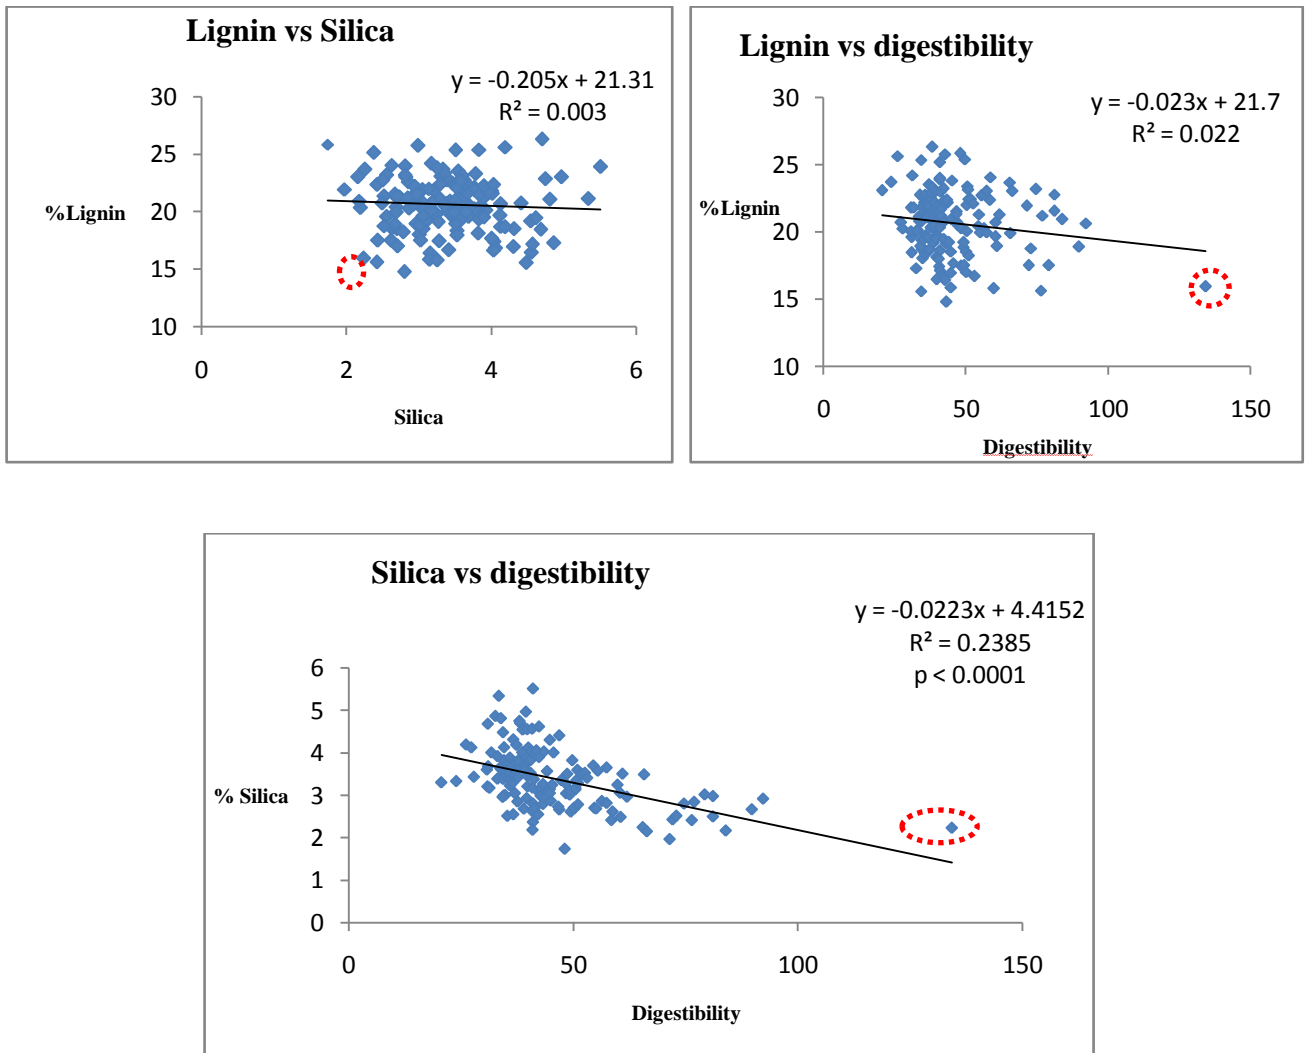 Lignin vs Silica
y = -0.205x + 21.31
R² = 0.003
30
25
20
15
10
%Lignin
0 2 4 6
Silica
Lignin vs digestibility
y = -0.023x + 21.7
R² = 0.022
30
25
20
15
10
%Lignin
0 50 100 150
Digestibility
Silica vs digestibility
y = -0.0223x + 4.4152
R² = 0.2385
p < 0.0001
6
5
4
3
2
1
0
% Silica
0 50 100 150
Digestibility